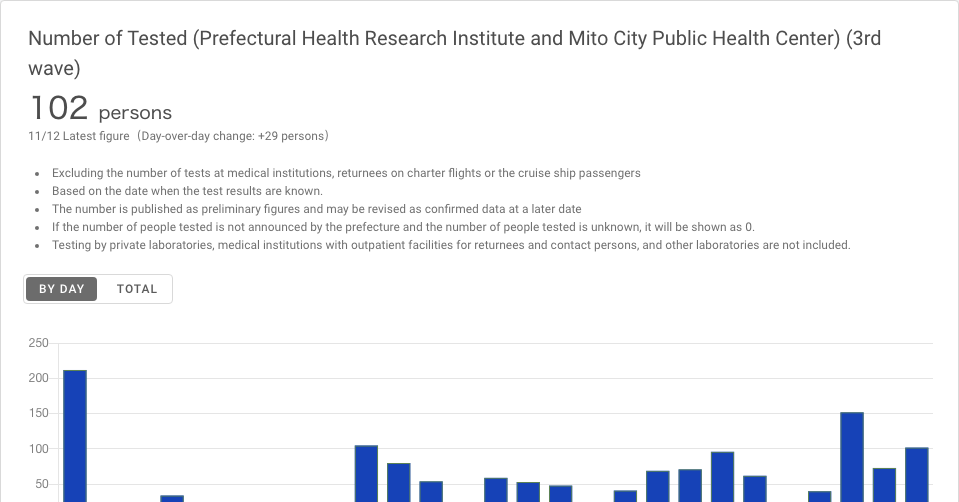 Number of Tested (Prefectural Health Research Institute and Mito City Public Health Center) (3rd
wave)
102 persons
11/12 Latest figure（Day-over-day change: +29 persons）
• Excluding the number of tests at medical institutions, returnees on charter flights or the cruise ship passengers
• Based on the date when the test results are known.
• The number is published as preliminary figures and may be revised as confirmed data at a later date
• If the number of people tested is not announced by the prefecture and the number of people tested is unknown, it will be shown as 0.
• Testing by private laboratories, medical institutions with outpatient facilities for returnees and contact persons, and other laboratories are not included.
BY DAY TOTAL
250
200
150
100
50